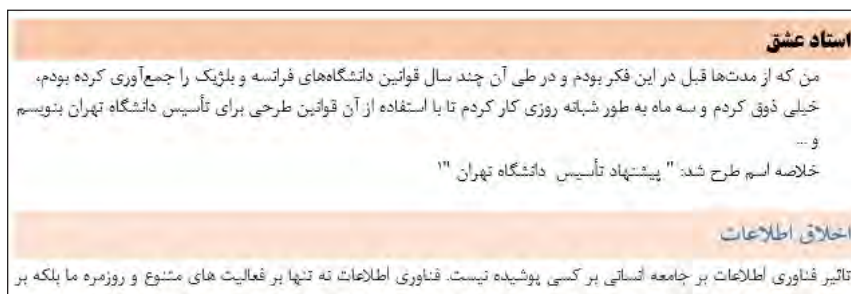 استاد عشق
من که از مدت‌ها قبل در این فکر بودم و در طی آن چند سال قوانین دانشگاه‌های فرانسه و بلژیک را جمع‌آوری کرده بودم،
خیلی ذوق کردم و سه ماه به طور شبانه روزی کار کردم تا با استفاده از آن قوانین طرحی برای تأسیس دانشگاه تهران بنویسم
و ...
خلاصه اسم طرح شد: " پیشنهاد تأسیس دانشگاه تهران "۱
اخلاق اطلاعات
تاثیر فناوری اطلاعات بر جامعه انسانی بر کسی پوشیده نیست. فناوری اطلاعات نه تنها بر فعالیت های متنوع و روزمره ما بلکه بر